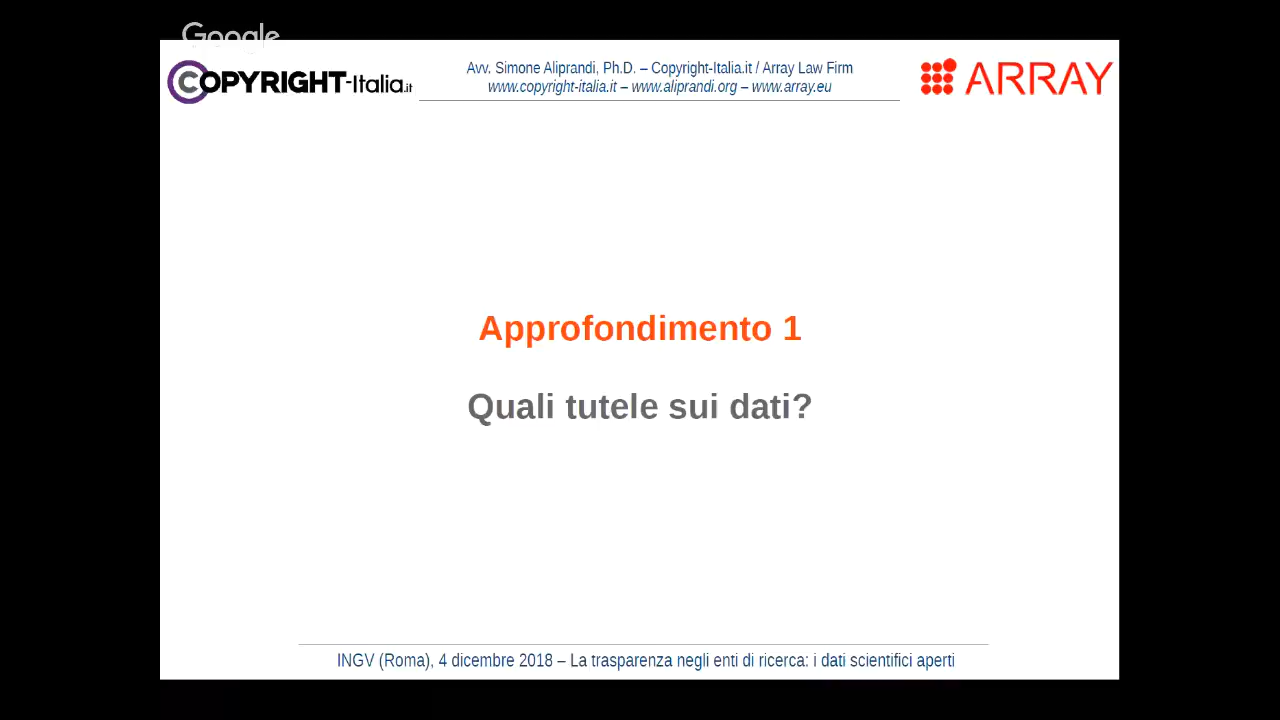 Google
COPYRIGHT-Italia.it
Avv. Simone Aliprandi, Ph.D. – Copyright-Italia.it / Array Law Firm
www.copyright-italia.it – www.aliprandi.org – www.array.eu
ARRAY
Approfondimento 1
Quali tutele sui dati?
INGV (Roma), 4 dicembre 2018 – La trasparenza negli enti di ricerca: i dati scientifici aperti